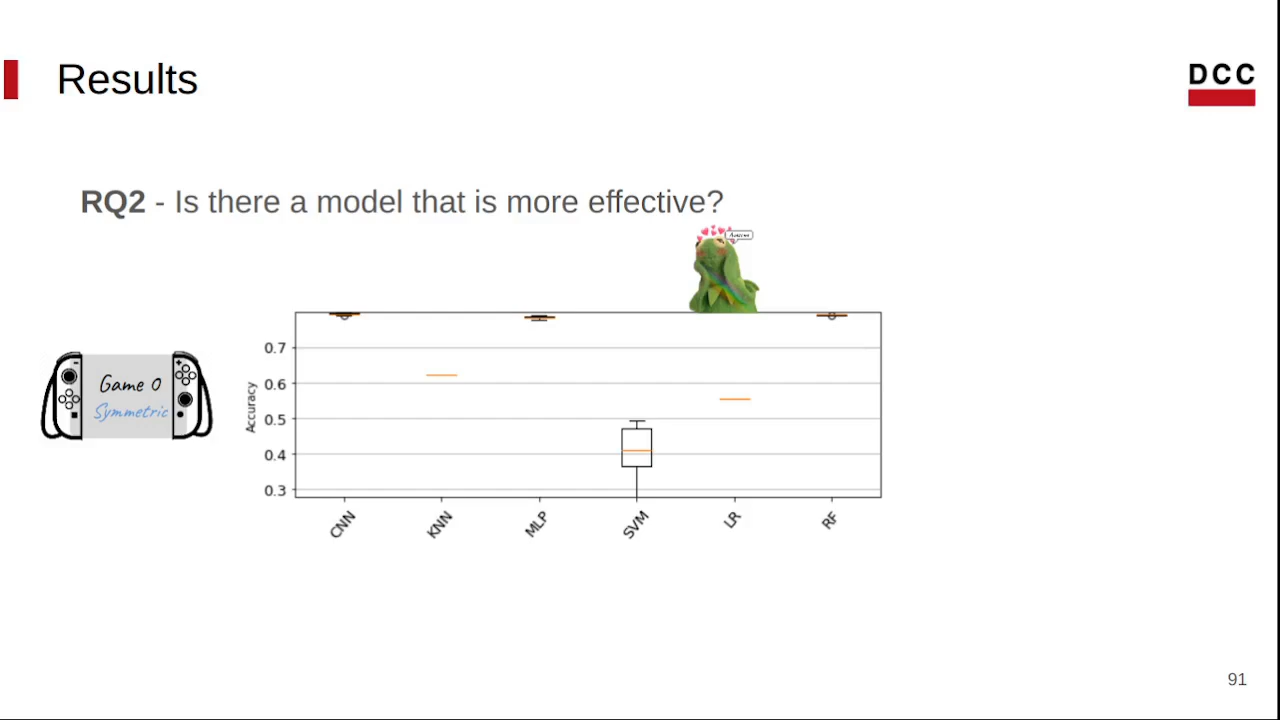 Results
DCC
RQ2 - Is there a model that is more effective?
Game 0
Symmetric
Accuracy
0.7
0.6
0.5
0.4
0.3
CNN
KNN
MLP
SVM
LR
RF
91